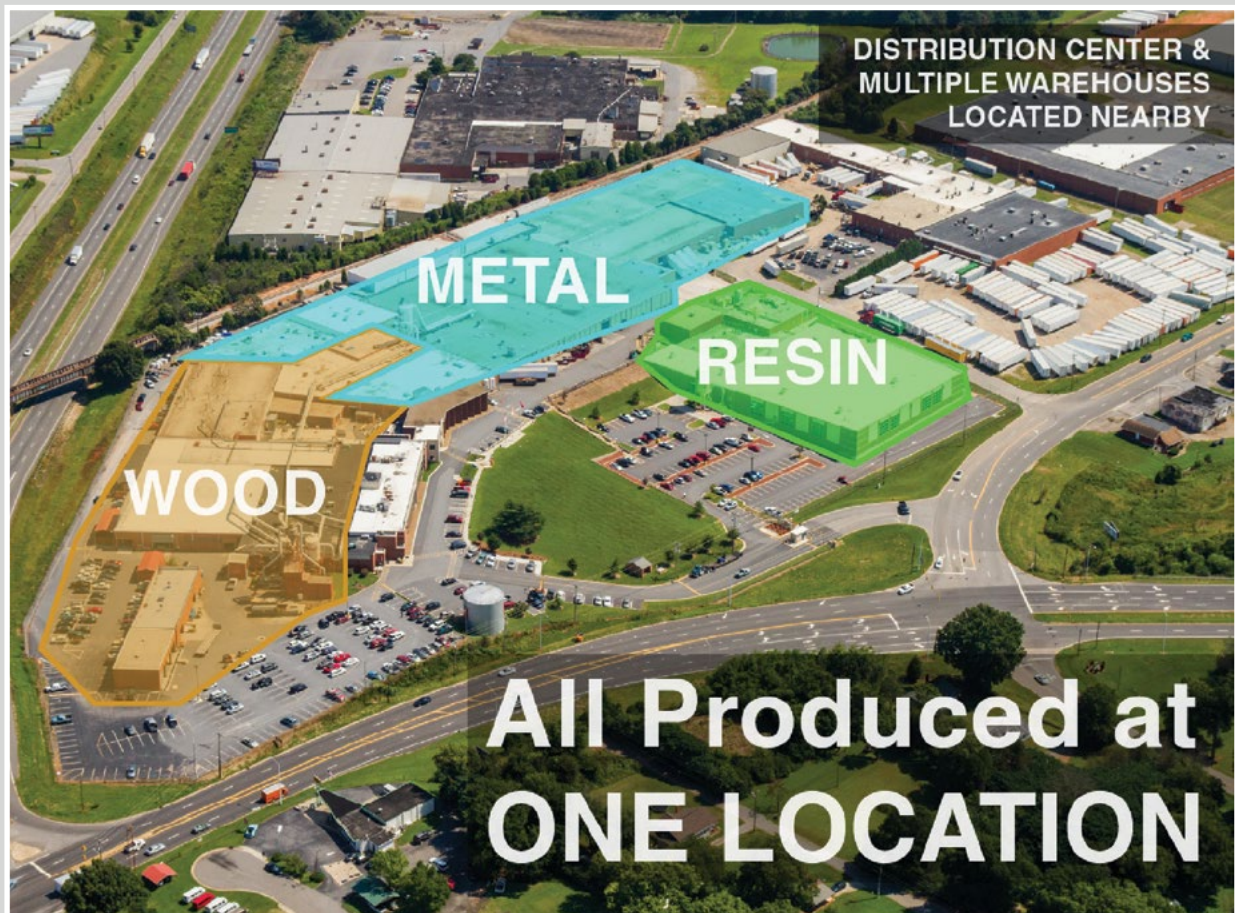 DISTRIBUTION CENTER &
MULTIPLE WAREHOUSES
LOCATED NEARBY
METAL
RESIN
WOOD
All Produced at
ONE LOCATION